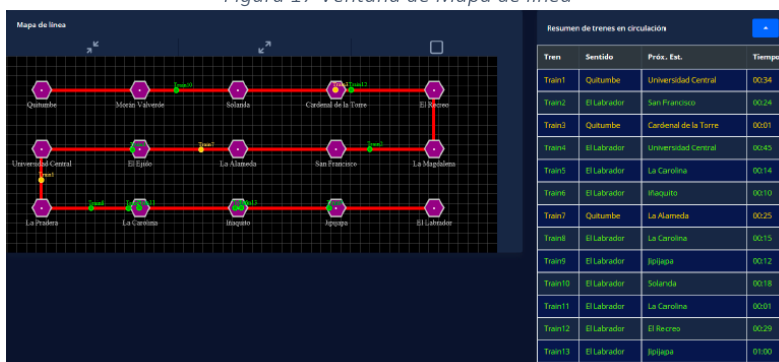 Figura 17 Ventana de Mapa de línea
Mapa de línea
Train10
Train12
Quitumbe
Morán Valverde
Solanda
Cardenal de la Torre
El Recreo
Train7
Train2
Universidad Central
El Ejido
La Alameda
San Francisco
La Magdalena
Train1
Train4
La Pradera
La Carolina
Iñaquito
Jipijapa
El Labrador
Resumen de trenes en circulación
Tren Sentido Próx. Est. Tiempo
Train1 Quitumbe Universidad Central 00:34
Train2 El Labrador San Francisco 00:24
Train3 Quitumbe Cardenal de la Torre 00:01
Train4 El Labrador Universidad Central 00:45
Train5 El Labrador La Carolina 00:14
Train6 El Labrador Iñaquito 00:10
Train7 Quitumbe La Alameda 00:25
Train8 El Labrador La Carolina 00:15
Train9 El Labrador Jipijapa 00:12
Train10 El Labrador Solanda 00:18
Train11 El Labrador La Carolina 00:01
Train12 El Labrador El Recreo 00:29
Train13 El Labrador Jipijapa 01:00